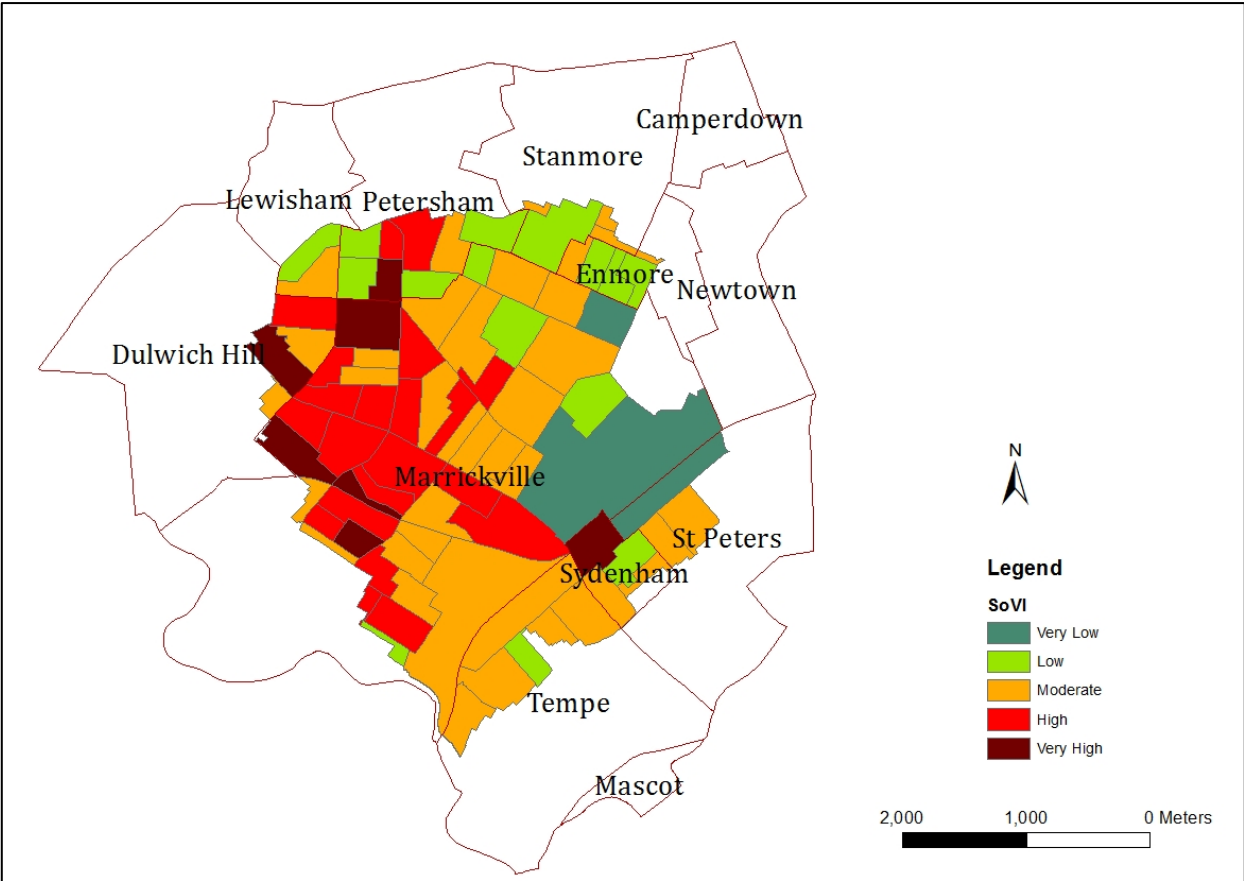 Camperdown
Stanmore
Lewisham
Petersham
Enmore
Newtown
Dulwich Hill
Marrickville
St Peters
Sydenham
Tempe
Mascot
N
Legend
SoVI
Very Low
Low
Moderate
High
Very High
2,000 1,000 0 Meters